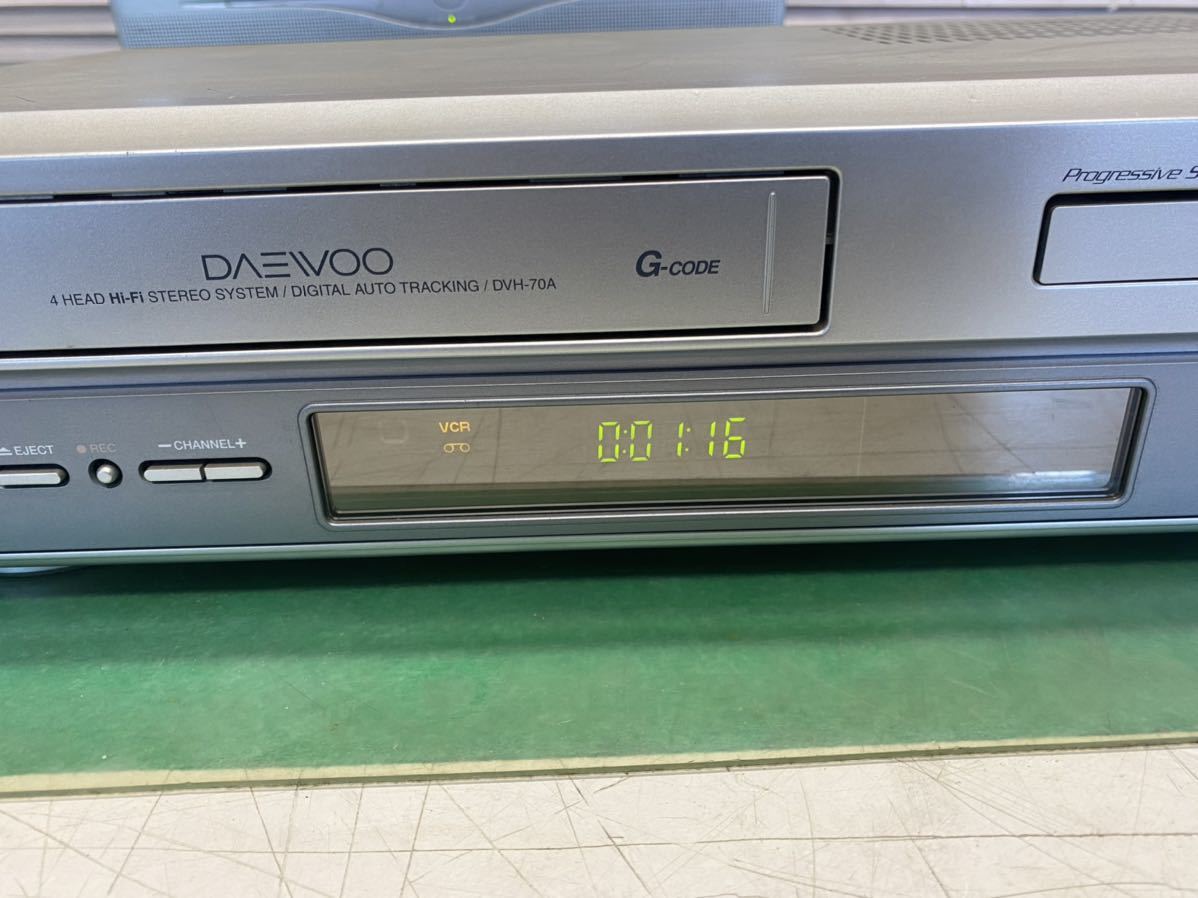 Progressive
DAEWOO
G-CODE
4 HEAD Hi-Fi STEREO SYSTEM / DIGITAL AUTO TRACKING / DVH-70A
EJECT
REC
−CHANNEL+
VCR
0:01:16